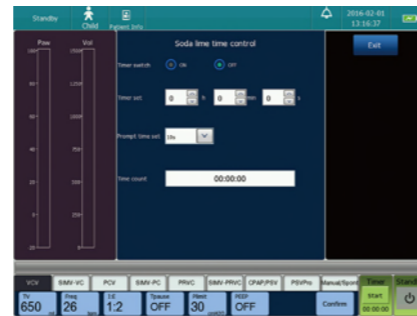 Standby
Child
Patient Info
2016-02-01
13:16:37
Paw
Vol
Soda lime time control
Exit
Timer switch
ON
OFF
Timer set
0 h 0 min 0 s
Prompt time set
10s
Time count
00:00:00
VCV
SIMV-VC
PCV
SIMV-PC
PRVC
SIMV-PRVC
CPAP/PSV
PSVPro
Manual/Spont
Timer
TV
650
Freq
26
I:E
1:2
Tpause
OFF
30
PEEP
OFF
Confirm
Start
00:00:00